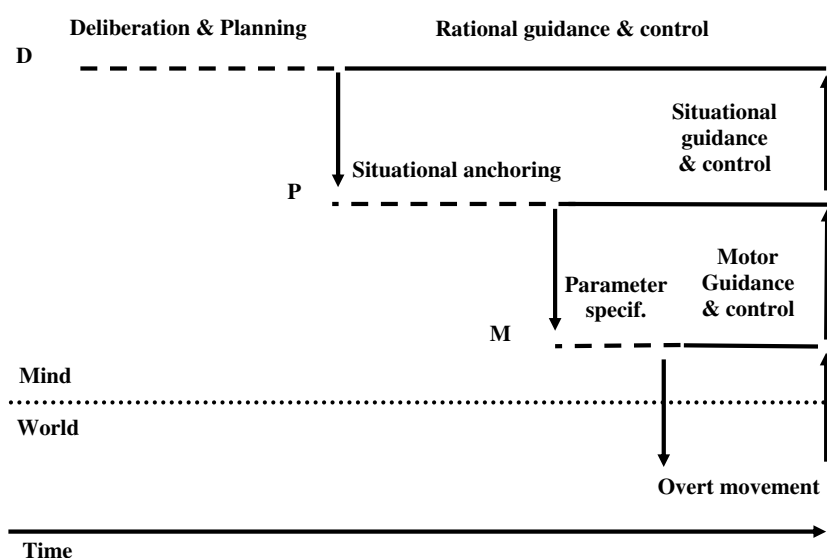 Deliberation & Planning
Rational guidance & control
D
Situational
guidance
& control
Situational anchoring
P
Motor
Guidance
& control
Parameter
specif.
M
Mind
World
Overt movement
Time